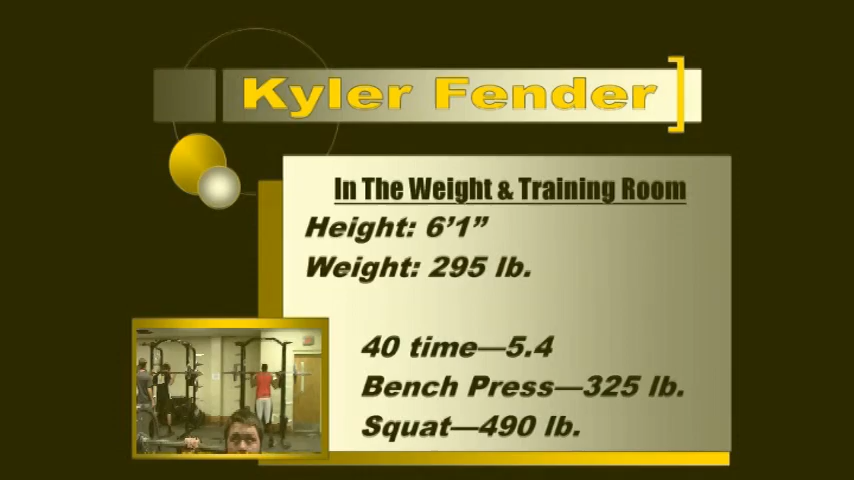 Kyler Fender
In The Weight & Training Room
Height: 6’1”
Weight: 295 lb.
40 time—5.4
Bench Press—325 lb.
Squat—490 lb.